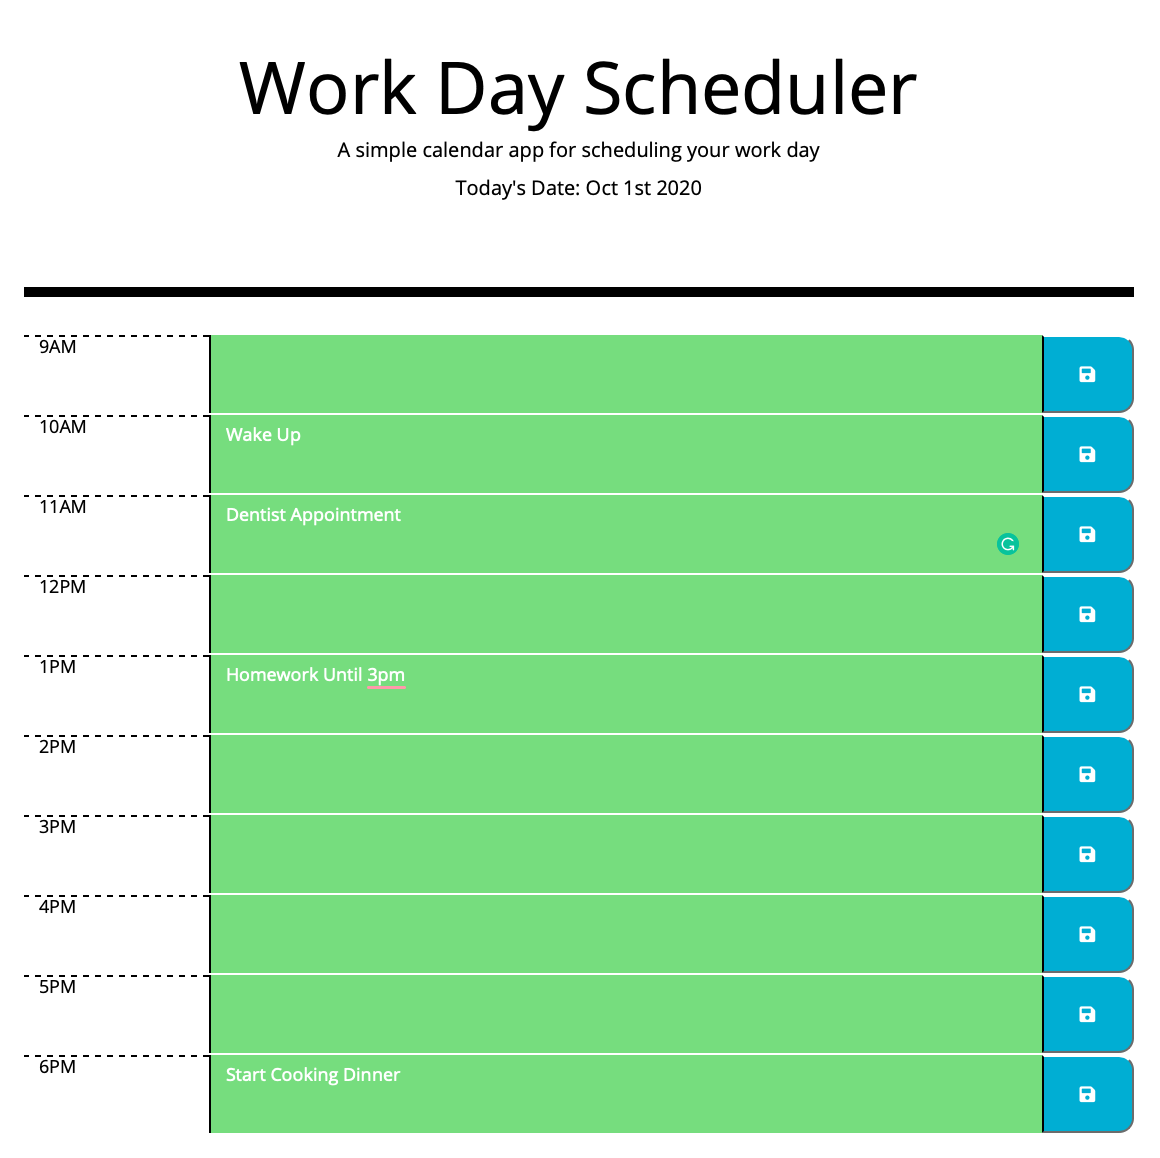 Work Day Scheduler
A simple calendar app for scheduling your work day
Today's Date: Oct 1st 2020
9AM
10AM
Wake Up
11AM
Dentist Appointment
12PM
1PM
Homework Until 3pm
2PM
3PM
4PM
5PM
6PM
Start Cooking Dinner